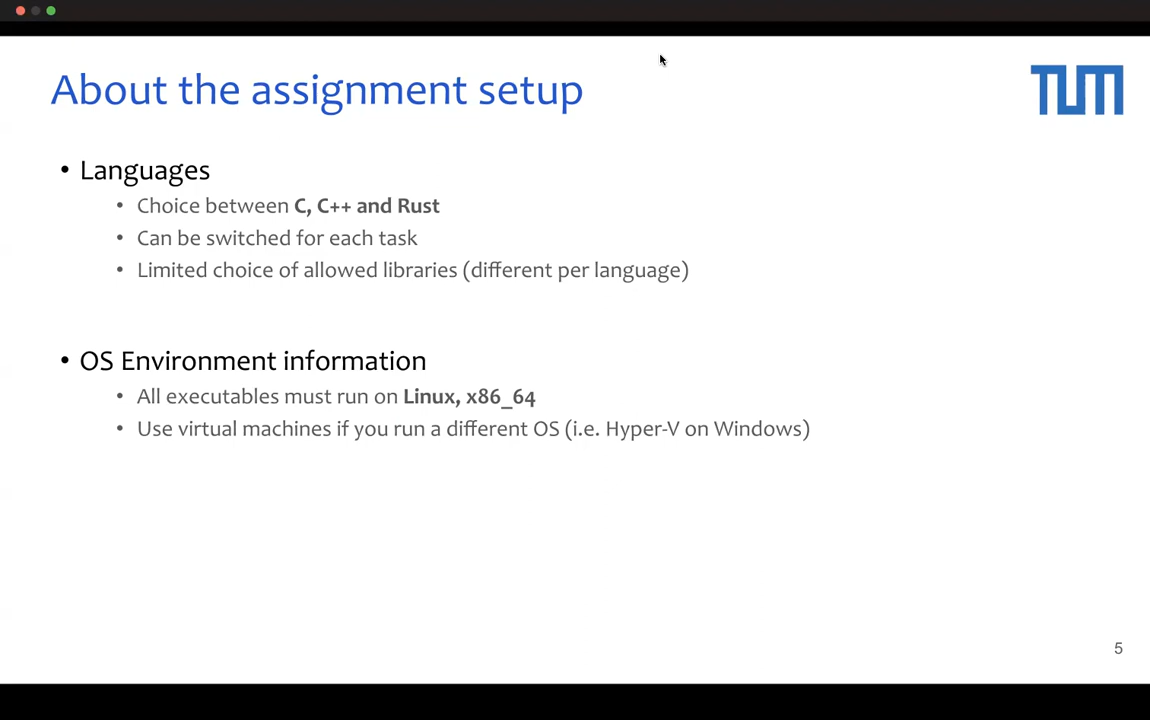 About the assignment setup
TUM
• Languages
• Choice between C, C++ and Rust
• Can be switched for each task
• Limited choice of allowed libraries (different per language)
• OS Environment information
• All executables must run on Linux, x86_64
• Use virtual machines if you run a different OS (i.e. Hyper-V on Windows)
5